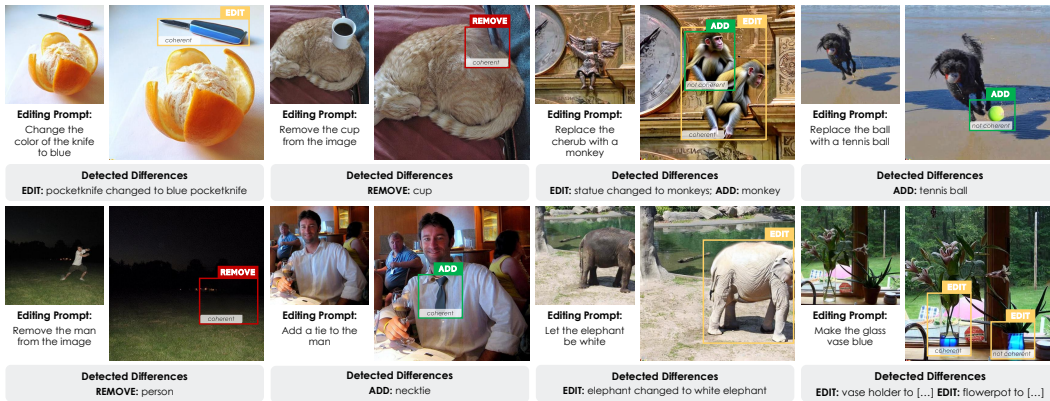 EDIT
coherent
Editing Prompt:
Change the
color of the knife
to blue
Detected Differences
EDIT: pocketknife changed to blue pocketknife
REMOVE
coherent
Editing Prompt:
Remove the cup
from the image
Detected Differences
REMOVE: cup
ADD
EDIT
not coherent
coherent
Editing Prompt:
Replace the
cherub with a
monkey
Detected Differences
EDIT: statue changed to monkeys; ADD: monkey
ADD
not coherent
Editing Prompt:
Replace the ball
with a tennis ball
Detected Differences
ADD: tennis ball
REMOVE
coherent
Editing Prompt:
Remove the man
from the image
Detected Differences
REMOVE: person
ADD
coherent
Editing Prompt:
Add a tie to the
man
Detected Differences
ADD: necktie
EDIT
coherent
Editing Prompt:
Let the elephant
be white
Detected Differences
EDIT: elephant changed to white elephant
EDIT
EDIT
coherent
not coherent
Editing Prompt:
Make the glass
vase blue
Detected Differences
EDIT: vase holder to [...] EDIT: flowerpot to [...]